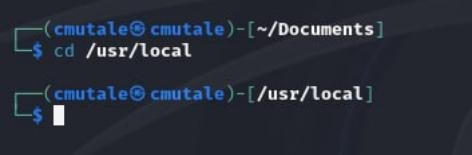 ┌──(cmutale㉿cmutale)-[~/Documents]
└─$ cd /usr/local
┌──(cmutale㉿cmutale)-[/usr/local]
└─$